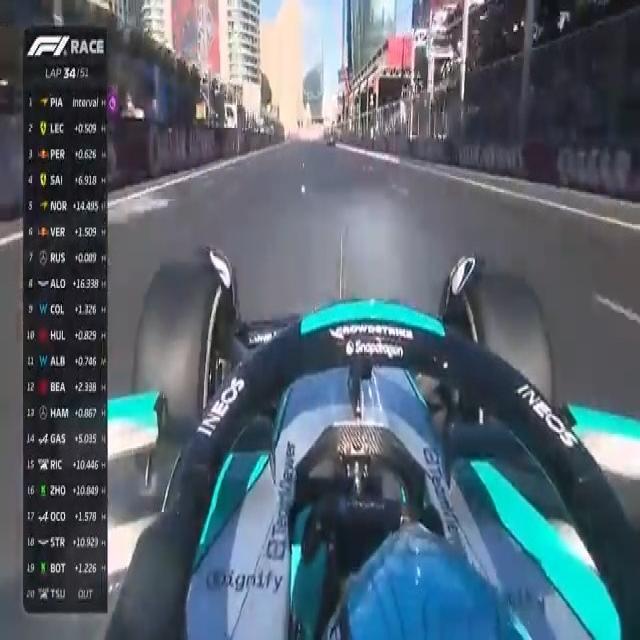 F1 RACE
LAP 34/51
1 PIA Interval H
2 LEC +0.509 H
3 PER +0.626 H
4 SAI +6.918 H
5 NOR +14.495 H
6 VER +1.509 H
7 RUS +0.089 H
8 ALO +16.338 H
9 COL +1.326 H
10 HUL +0.829 H
11 ALB +0.746 M
12 BEA +2.398 H
13 HAM +0.867 H
14 GAS +5.035 H
15 RIC +10.446 H
16 ZHO +10.849 H
17 OCO +1.578 H
18 STR +10.929 H
19 BOT +1.226 H
20 TSU OUT
CROWDSTRIKE
Snapdragon
INEOS
INEOS
TeamViewer
Dignify